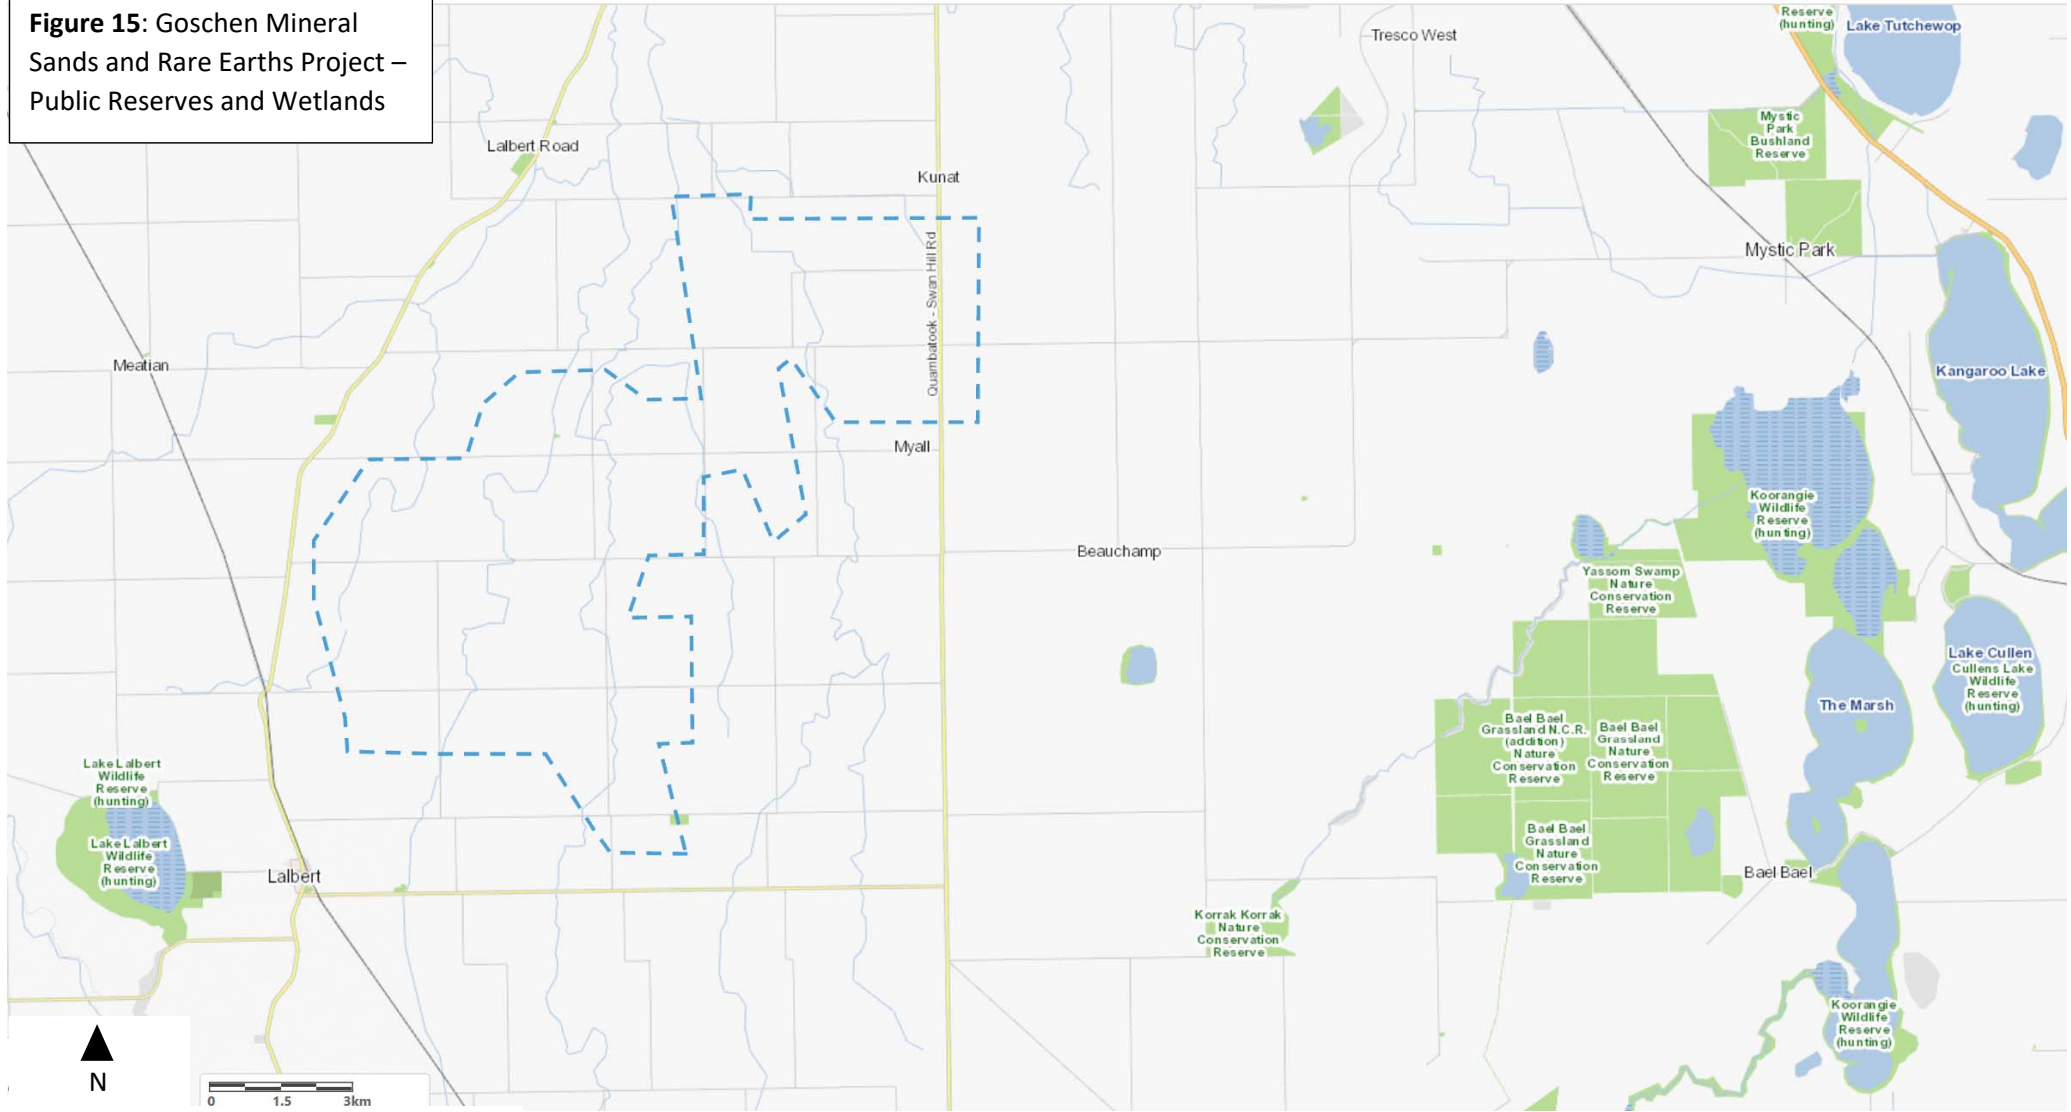 Figure 15: Goschen Mineral
Sands and Rare Earths Project –
Public Reserves and Wetlands
Reserve
(hunting)
Lake Tutchewop
Tresco West
Lalbert Road
Mystic
Park
Bushland
Reserve
Kunat
Mystic Park
Quambatook - Swan Hill Rd
Meatian
Kangaroo Lake
Myall
Koorangie
Wildlife
Reserve
(hunting)
Beauchamp
Yassom Swamp
Nature
Conservation
Reserve
Lake Cullen
Cullens Lake
Wildlife
Reserve
(hunting)
The Marsh
Bael Bael
Grassland N.C.R.
(addition)
Nature
Conservation
Reserve
Bael Bael
Grassland
Nature
Conservation
Reserve
Lake Lalbert
Wildlife
Reserve
(hunting)
Lake Lalbert
Wildlife
Reserve
(hunting)
Bael Bael
Grassland
Nature
Conservation
Reserve
Lalbert
Bael Bael
Korrak Korrak
Nature
Conservation
Reserve
Koorangie
Wildlife
Reserve
(hunting)
N
0 1.5 3km